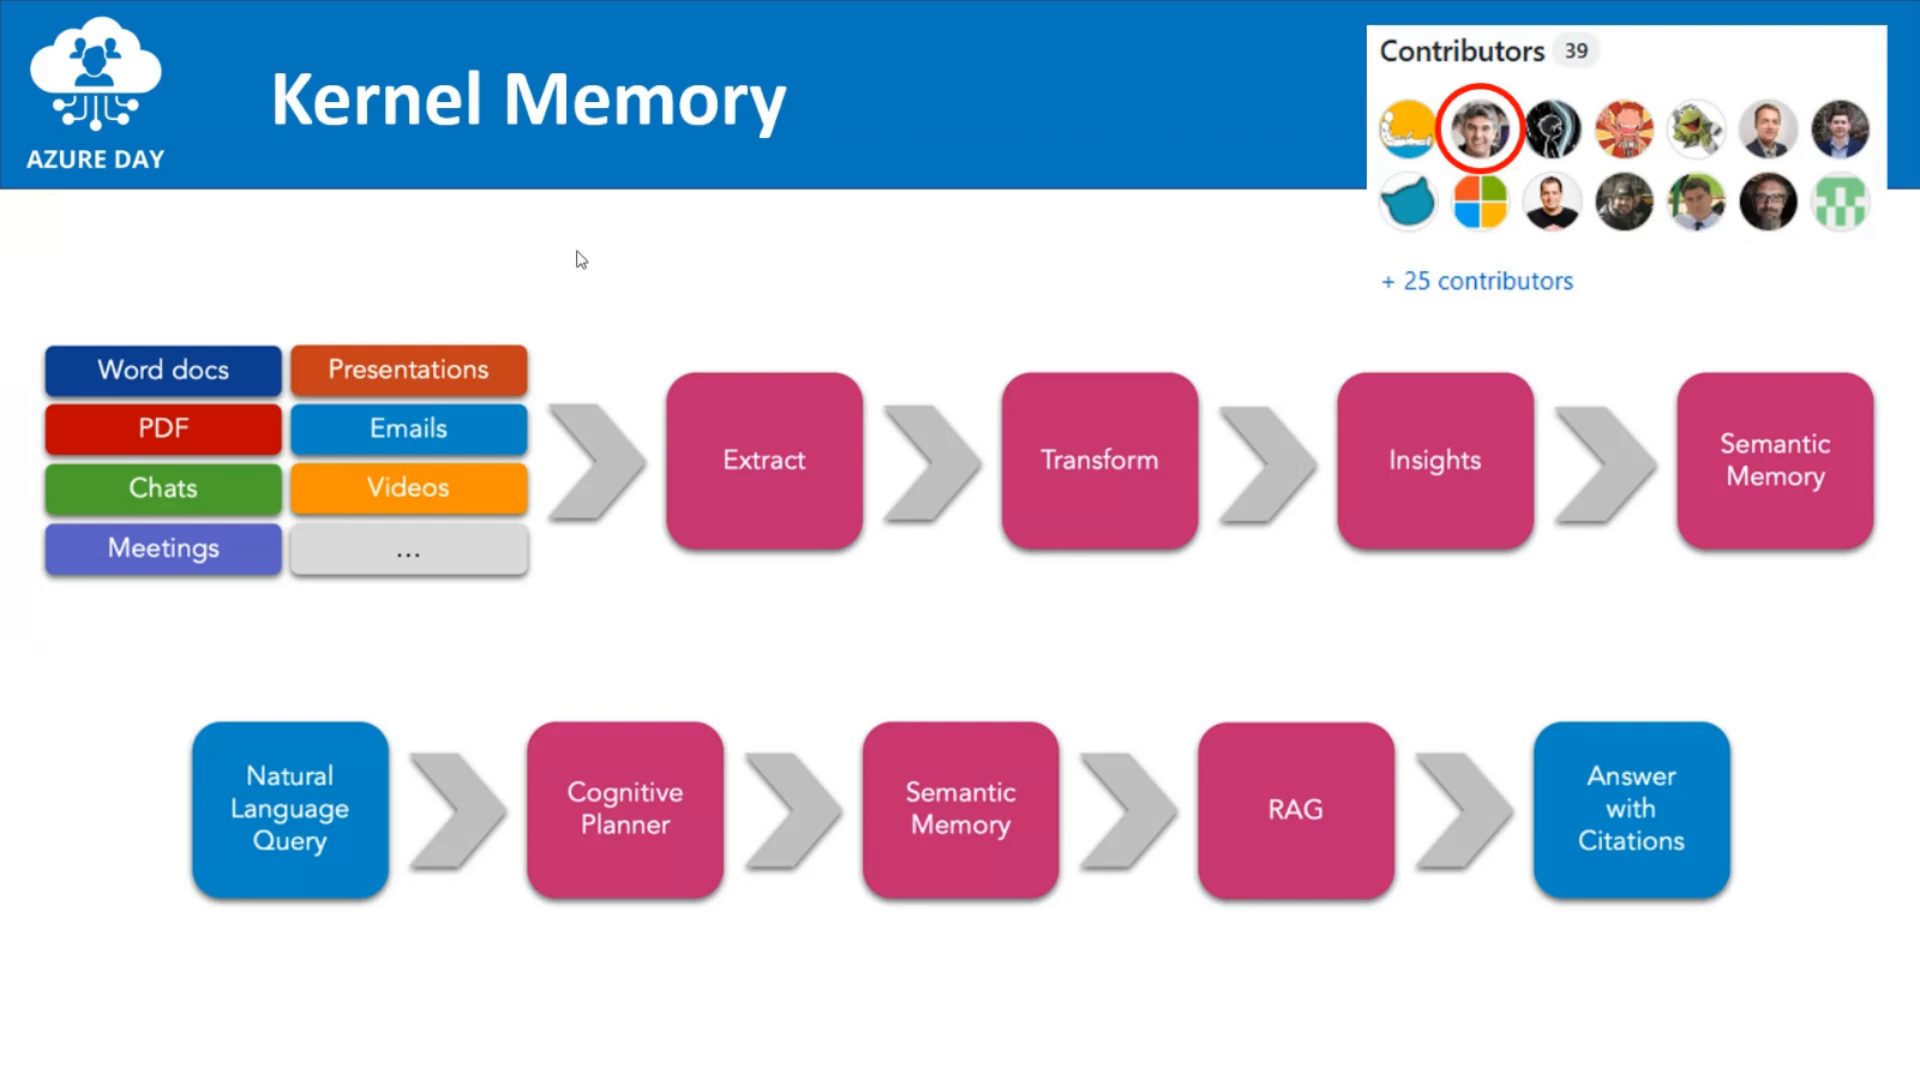 AZURE DAY
Kernel Memory
Contributors 39
+ 25 contributors
Word docs
Presentations
PDF
Emails
Chats
Videos
Meetings
...
Extract
Transform
Insights
Semantic
Memory
Natural
Language
Query
Cognitive
Planner
Semantic
Memory
RAG
Answer
with
Citations